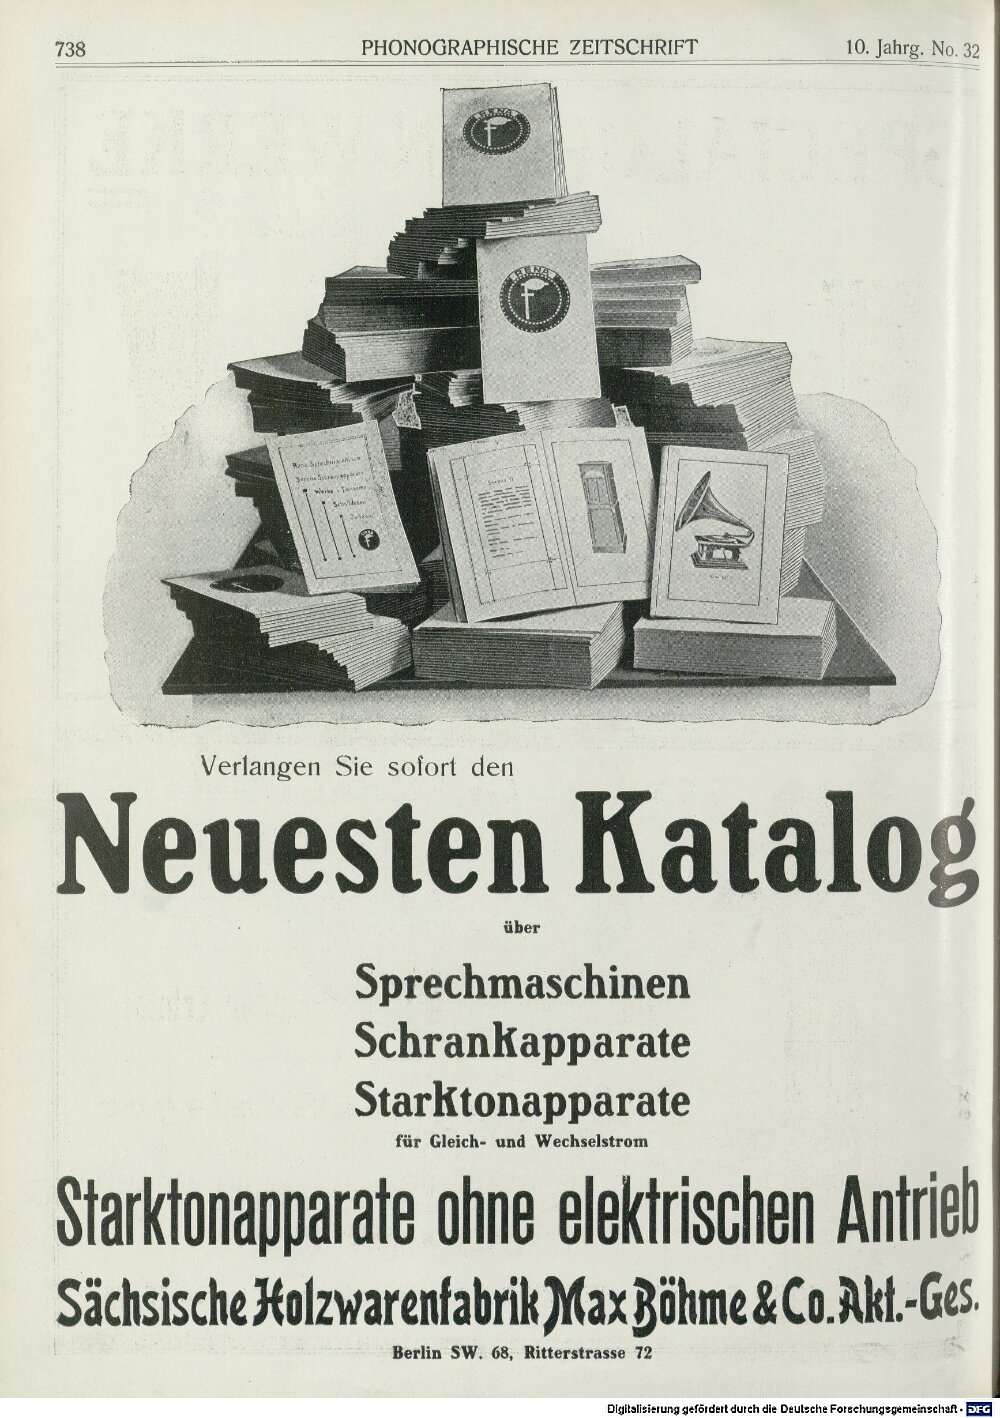 738 PHONOGRAPHISCHE ZEITSCHRIFT 10. Jahrg. No. 32
Verlangen Sie sofort den
Neuesten Katalog
über
Sprechmaschinen
Schrankapparate
Starktonapparate
für Gleich- und Wechselstrom
Starktonapparate ohne elektrischen Antrieb
Sächsische Holzwarenfabrik Max Böhme & Co. Akt.-Ges.
Berlin SW. 68, Ritterstrasse 72
Digitalisierung gefördert durch die Deutsche Forschungsgemeinschaft - DFG